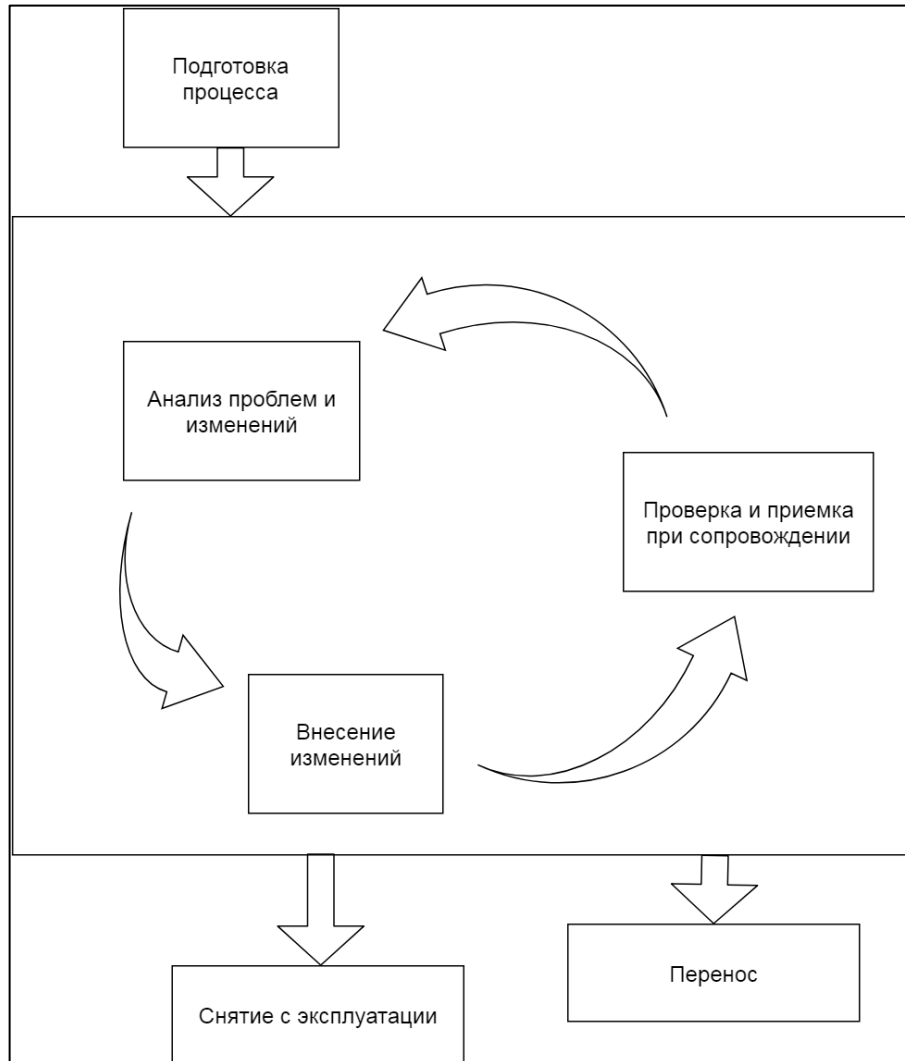 Подготовка
процесса
Анализ проблем и
изменений
Проверка и приемка
при сопровождении
Внесение
изменений
Перенос
Снятие с эксплуатации